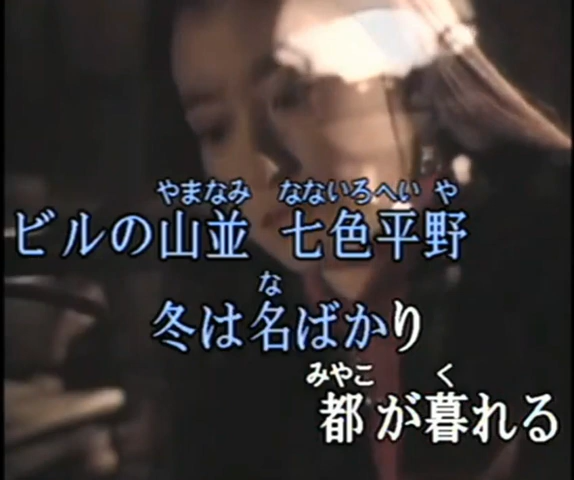 やまなみ なないろへいや
ビルの山並 七色平野
な
冬は名ばかり
みやこ く
都が暮れる